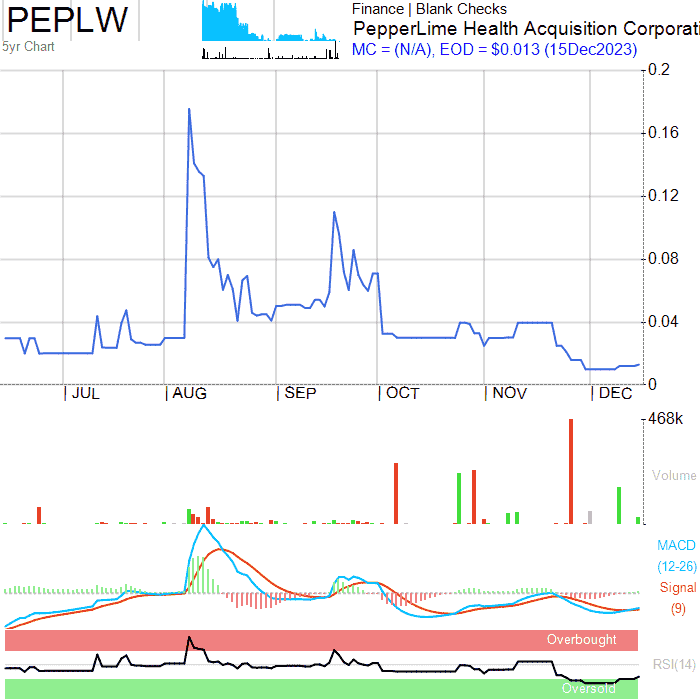 PEPLW
5yr Chart
Finance | Blank Checks
PepperLime Health Acquisition Corporati
MC = (N/A), EOD = $0.013 (15Dec2023)
0.2
0.16
0.12
0.08
0.04
0
JUL
AUG
SEP
OCT
NOV
DEC
468k
Volume
MACD
(12-26)
Signal
(9)
Overbought
RSI(14)
Oversold